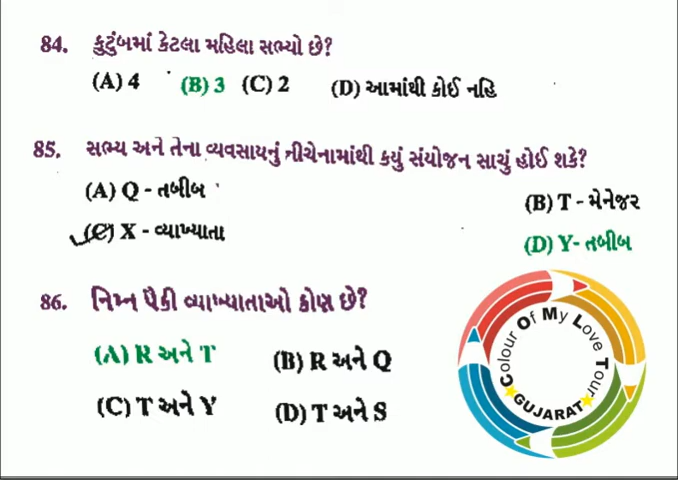 84. કુટુંબમાં કેટલા મહિલા સભ્યો છે?
(A) 4 (B) 3 (C) 2 (D) આમાંથી કોઈ નહિ
85. સભ્ય અને તેના વ્યવસાયનું નીચેનામાંથી કયું સંયોજન સાચું હોઈ શકે?
(A) Q - તબીબ
(B) T - મેનેજર
(C) X - વ્યાખ્યાતા
(D) Y- તબીબ
86. નિમ્ન પૈકી વ્યાખ્યાતાઓ કોણ છે?
(A) R અને T (B) R અને Q
(C) T અને Y (D) T અને S
Colour Of My Love Tour
GUJARAT